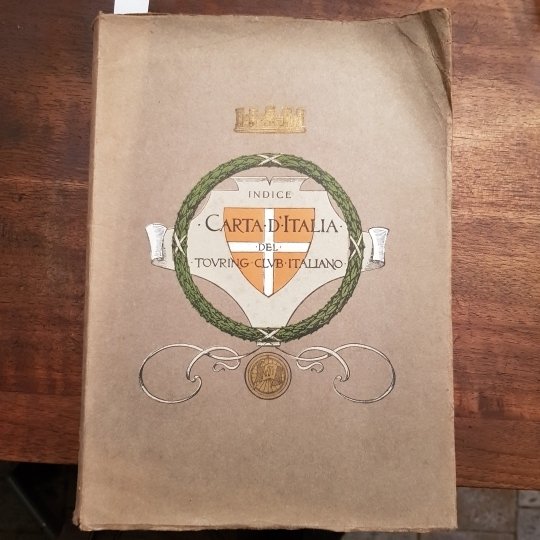 INDICE
·CARTA·D'ITALIA·
·DEL·
·TOVRING·CLVB·ITALIANO·